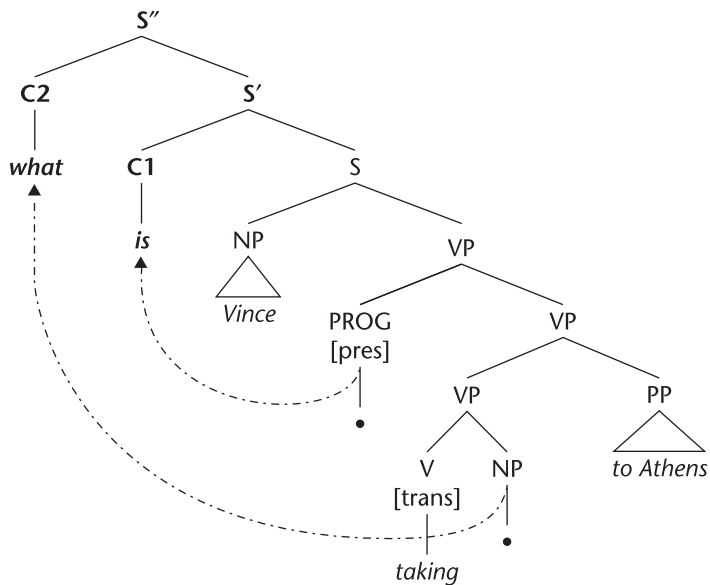 S″
C2 S′
what C1 S
is NP VP
Vince PROG VP
[pres]
VP PP
V NP to Athens
[trans]
taking